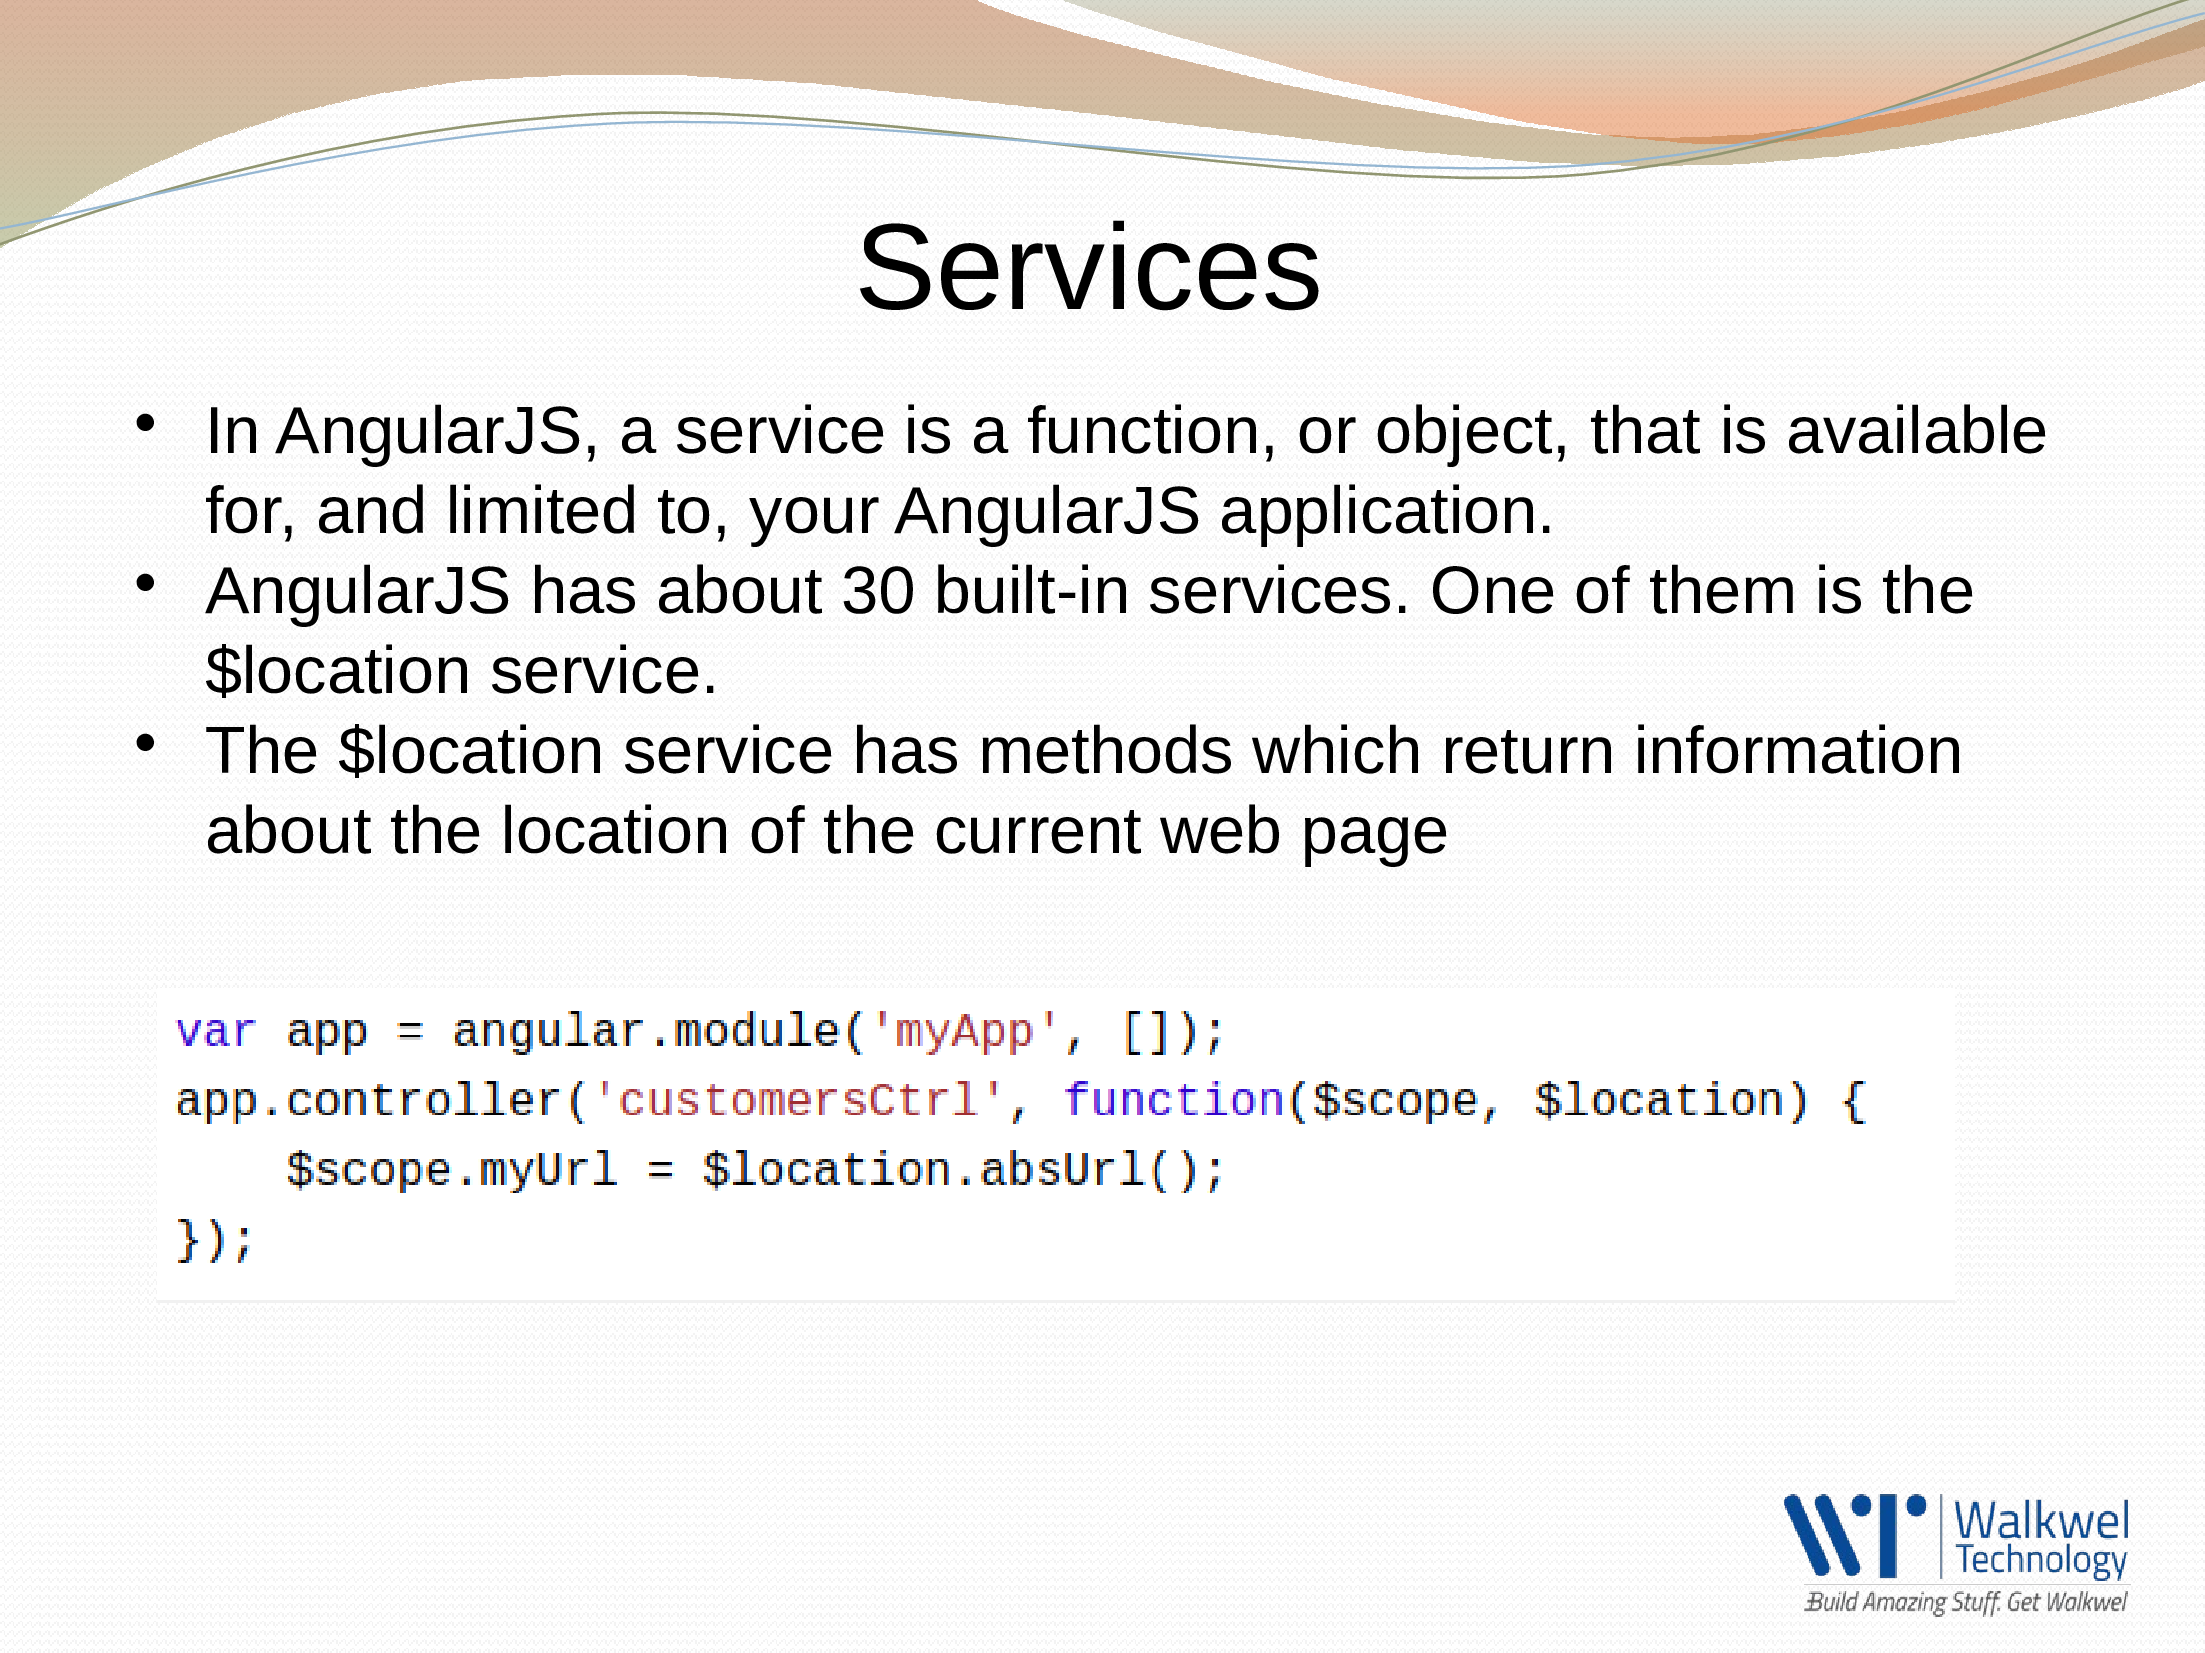 Services
• In AngularJS, a service is a function, or object, that is available
for, and limited to, your AngularJS application.
• AngularJS has about 30 built-in services. One of them is the
$location service.
• The $location service has methods which return information
about the location of the current web page
var app = angular.module('myApp', []);
app.controller('customersCtrl', function($scope, $location) {
    $scope.myUrl = $location.absUrl();
});
WT
Walkwel
Technology
Build Amazing Stuff. Get Walkwel